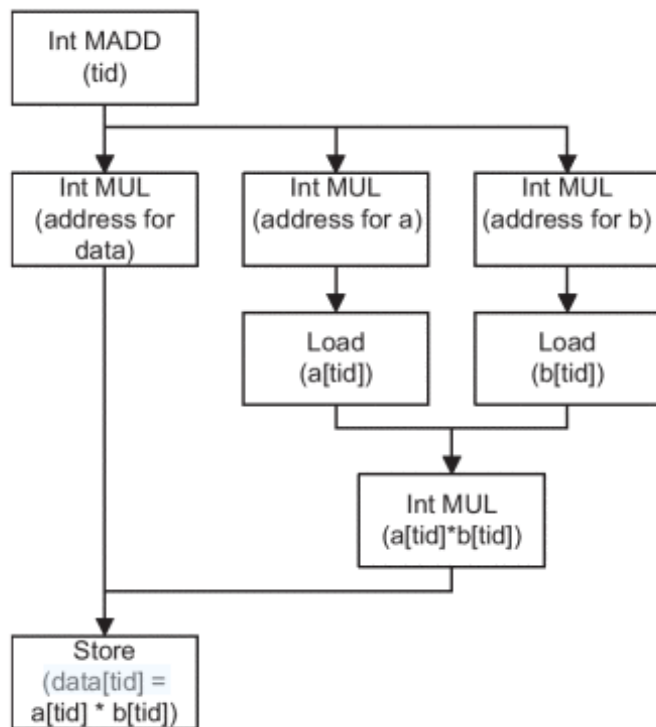 Int MADD
(tid)
Int MUL
(address for
data)
Int MUL
(address for a)
Int MUL
(address for b)
Load
(a[tid])
Load
(b[tid])
Int MUL
(a[tid]*b[tid])
Store
(data[tid] =
a[tid] * b[tid])